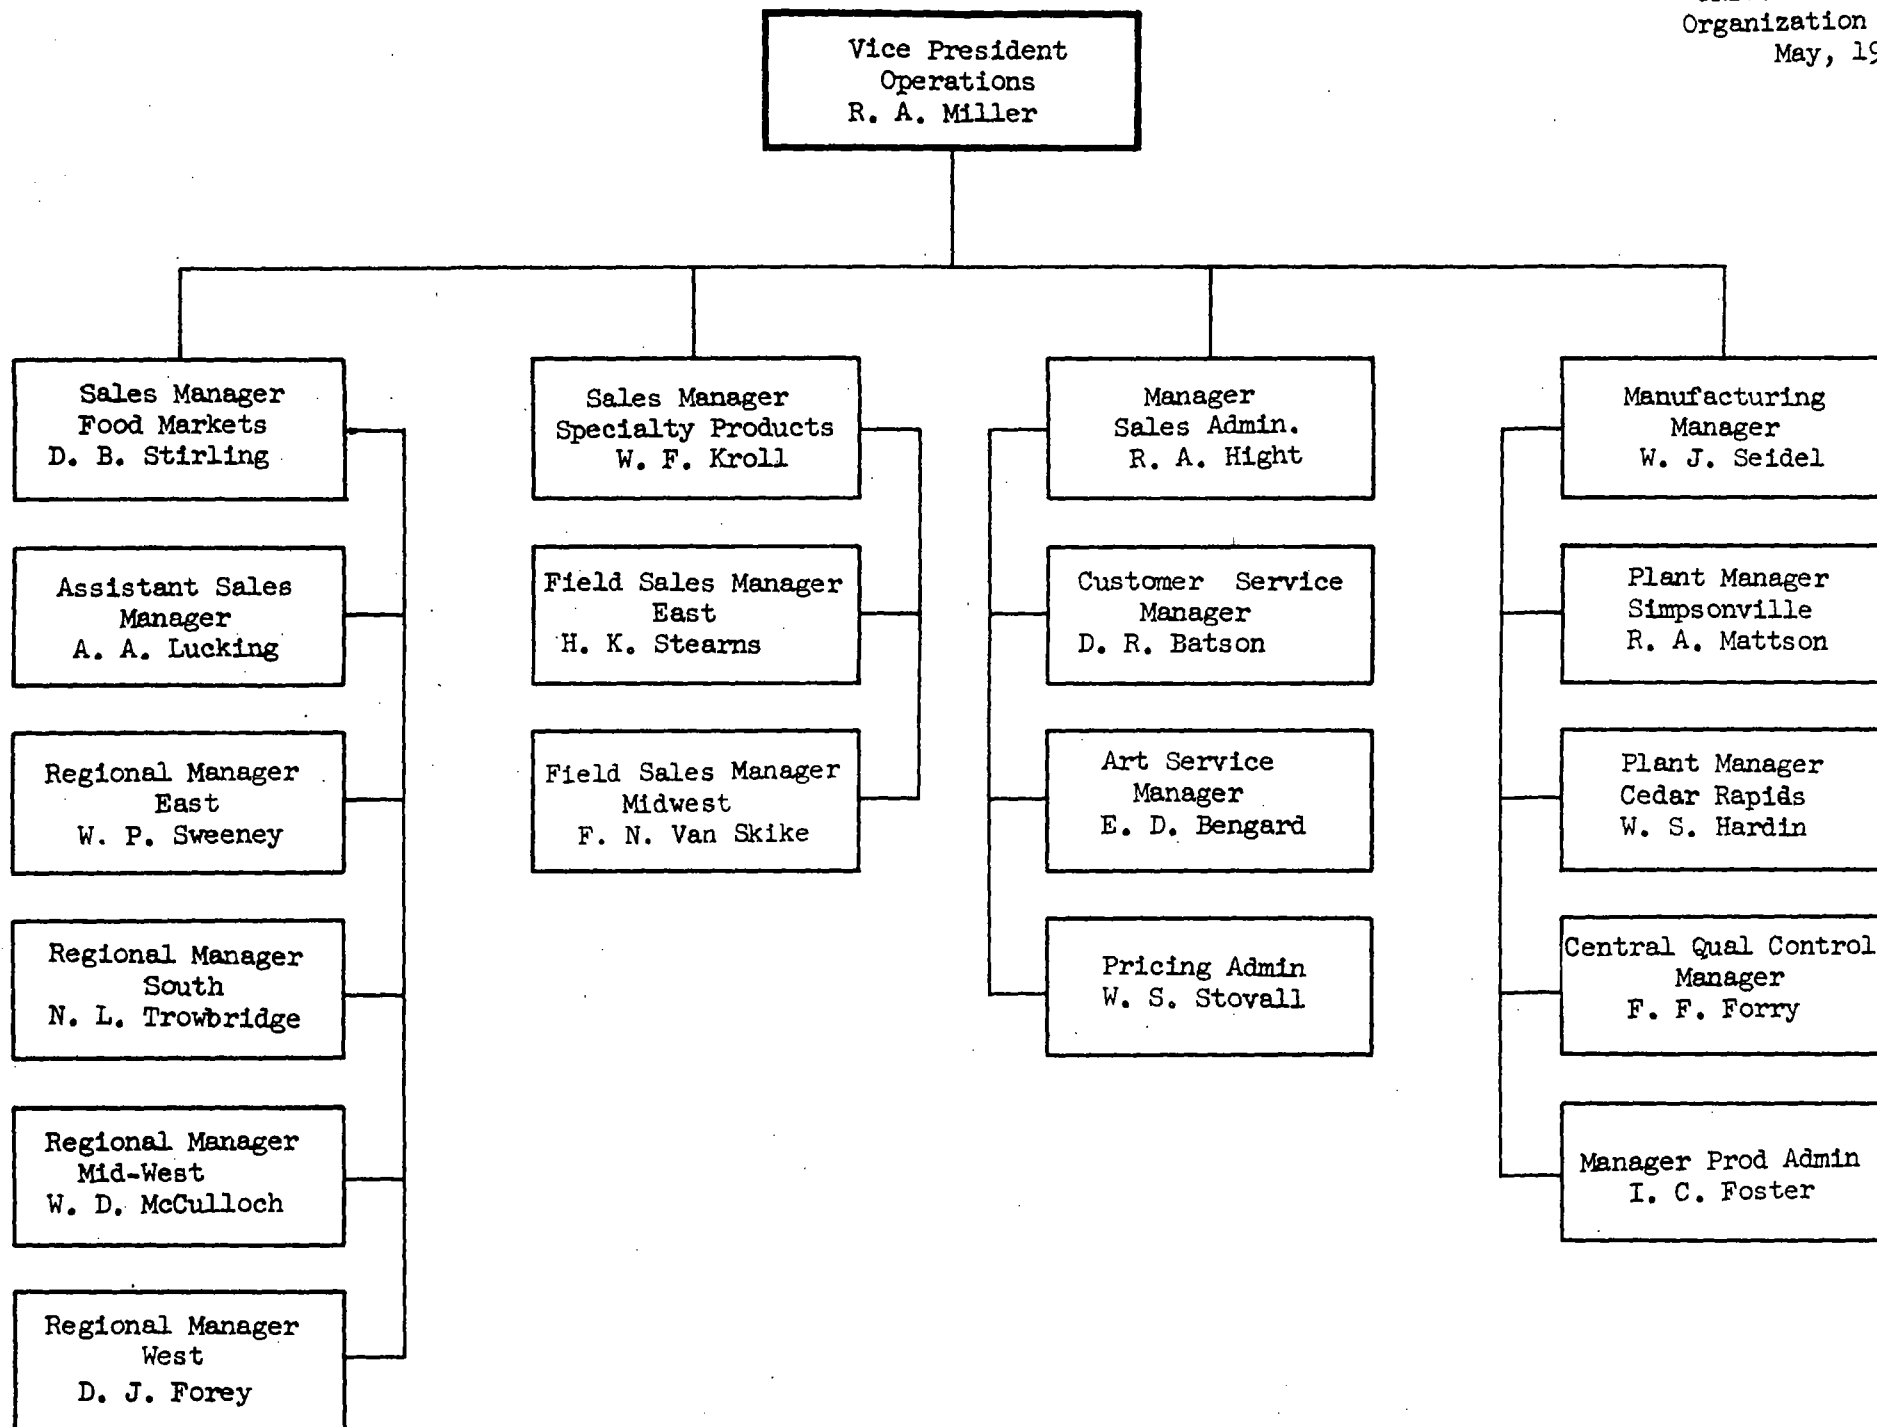 Organization
May, 19
Vice President
Operations
R. A. Miller
Sales Manager
Food Markets
D. B. Stirling
Assistant Sales
Manager
A. A. Lucking
Regional Manager
East
W. P. Sweeney
Regional Manager
South
N. L. Trowbridge
Regional Manager
Mid-West
W. D. McCulloch
Regional Manager
West
D. J. Forey
Sales Manager
Specialty Products
W. F. Kroll
Field Sales Manager
East
H. K. Stearns
Field Sales Manager
Midwest
F. N. Van Skike
Manager
Sales Admin.
R. A. Hight
Customer Service
Manager
D. R. Batson
Art Service
Manager
E. D. Bengard
Pricing Admin
W. S. Stovall
Manufacturing
Manager
W. J. Seidel
Plant Manager
Simpsonville
R. A. Mattson
Plant Manager
Cedar Rapids
W. S. Hardin
Central Qual Control
Manager
F. F. Forry
Manager Prod Admin
I. C. Foster